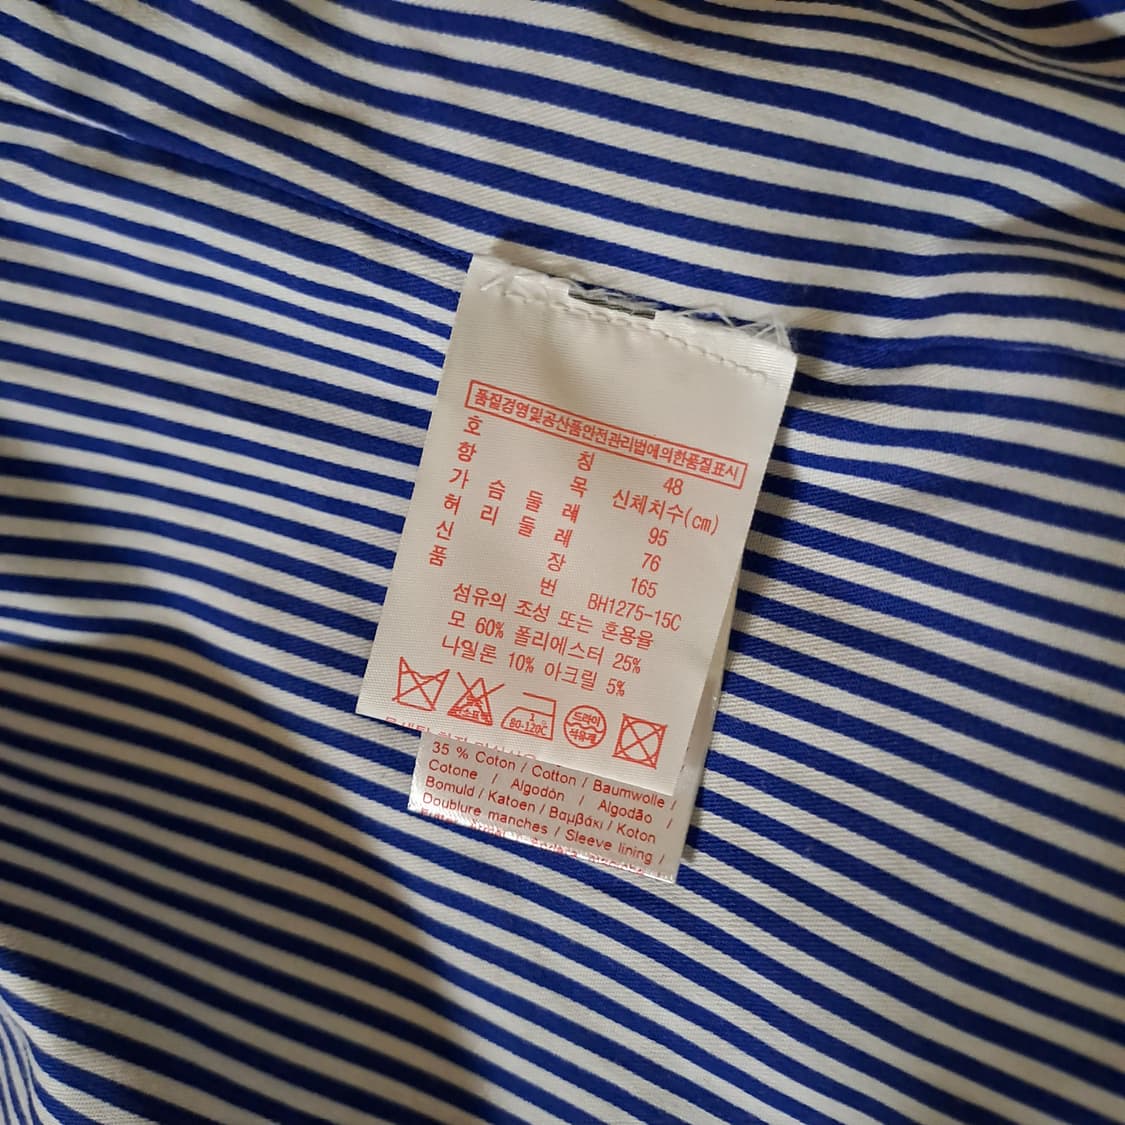 품질경영및공산품안전관리법에의한품질표시
호 칭 48
항 목 신체치수(cm)
가 슴 둘 레 95
허 리 둘 레 76
신 장 165
품 번 BH1275-15C
섬유의 조성 또는 혼용율
모 60% 폴리에스터 25%
나일론 10% 아크릴 5%
80-120C
드라이
석유계
35 % Coton / Cotton / Baumwolle /
Cotone / Algodón / Algodão /
Bomuld / Katoen / Βαμβάκι / Koton
Doublure manches / Sleeve lining /